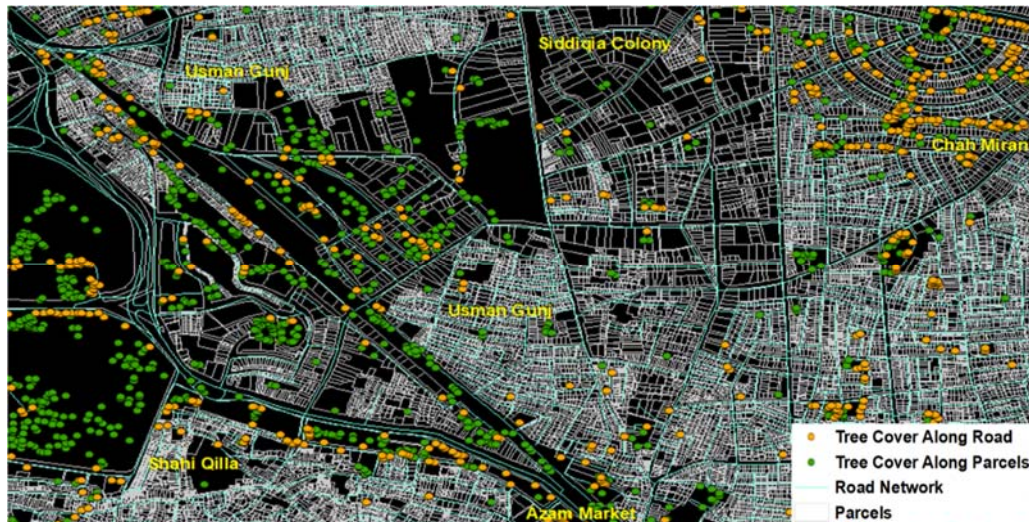 Siddiqia Colony
Usman Gunj
Chah Miran
Usman Gunj
Shahi Qilla
Azam Market
Tree Cover Along Road
Tree Cover Along Parcels
Road Network
Parcels